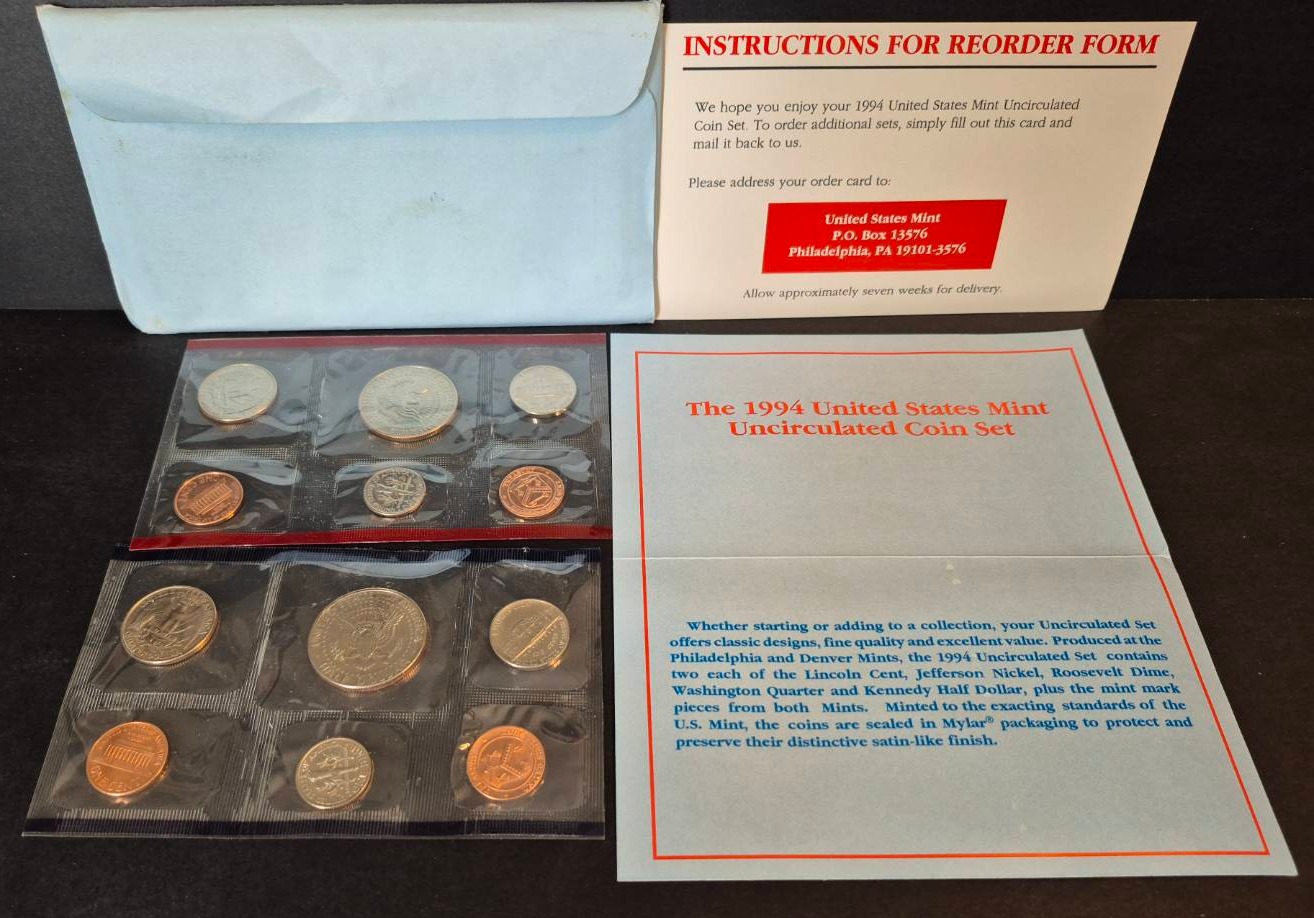 INSTRUCTIONS FOR REORDER FORM
We hope you enjoy your 1994 United States Mint Uncirculated
Coin Set. To order additional sets, simply fill out this card and
mail it back to us.
Please address your order card to:
United States Mint
P.O. Box 13576
Philadelphia, PA 19101-3576
Allow approximately seven weeks for delivery.
The 1994 United States Mint
Uncirculated Coin Set
Whether starting or adding to a collection, your Uncirculated Set
offers classic designs, fine quality and excellent value. Produced at the
Philadelphia and Denver Mints, the 1994 Uncirculated Set contains
two each of the Lincoln Cent, Jefferson Nickel, Roosevelt Dime,
Washington Quarter and Kennedy Half Dollar, plus the mint mark
pieces from both Mints. Minted to the exacting standards of the
U.S. Mint, the coins are sealed in Mylar® packaging to protect and
preserve their distinctive satin-like finish.